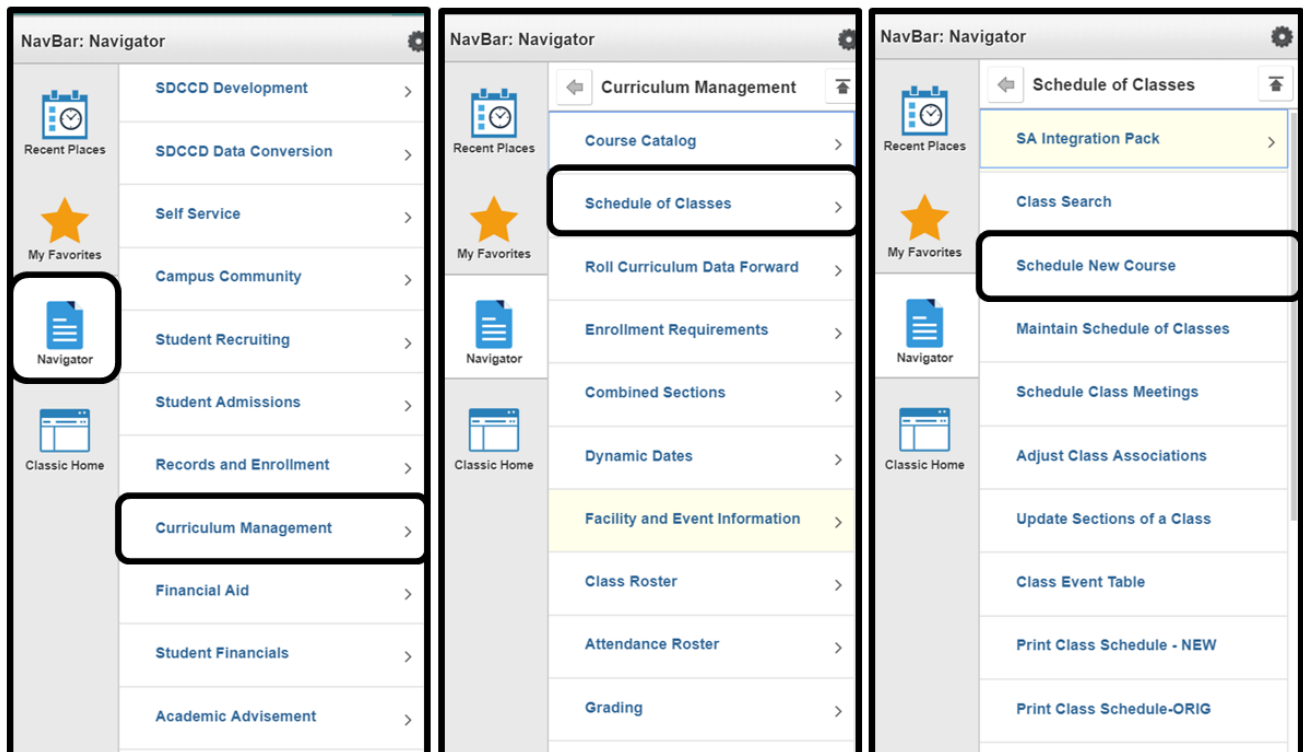 NavBar: Navigator
Recent Places
My Favorites
Navigator
Classic Home
SDCCD Development
SDCCD Data Conversion
Self Service
Campus Community
Student Recruiting
Student Admissions
Records and Enrollment
Curriculum Management
Financial Aid
Student Financials
Academic Advisement
NavBar: Navigator
Recent Places
My Favorites
Navigator
Classic Home
Curriculum Management
Course Catalog
Schedule of Classes
Roll Curriculum Data Forward
Enrollment Requirements
Combined Sections
Dynamic Dates
Facility and Event Information
Class Roster
Attendance Roster
Grading
NavBar: Navigator
Recent Places
My Favorites
Navigator
Classic Home
Schedule of Classes
SA Integration Pack
Class Search
Schedule New Course
Maintain Schedule of Classes
Schedule Class Meetings
Adjust Class Associations
Update Sections of a Class
Class Event Table
Print Class Schedule - NEW
Print Class Schedule-ORIG